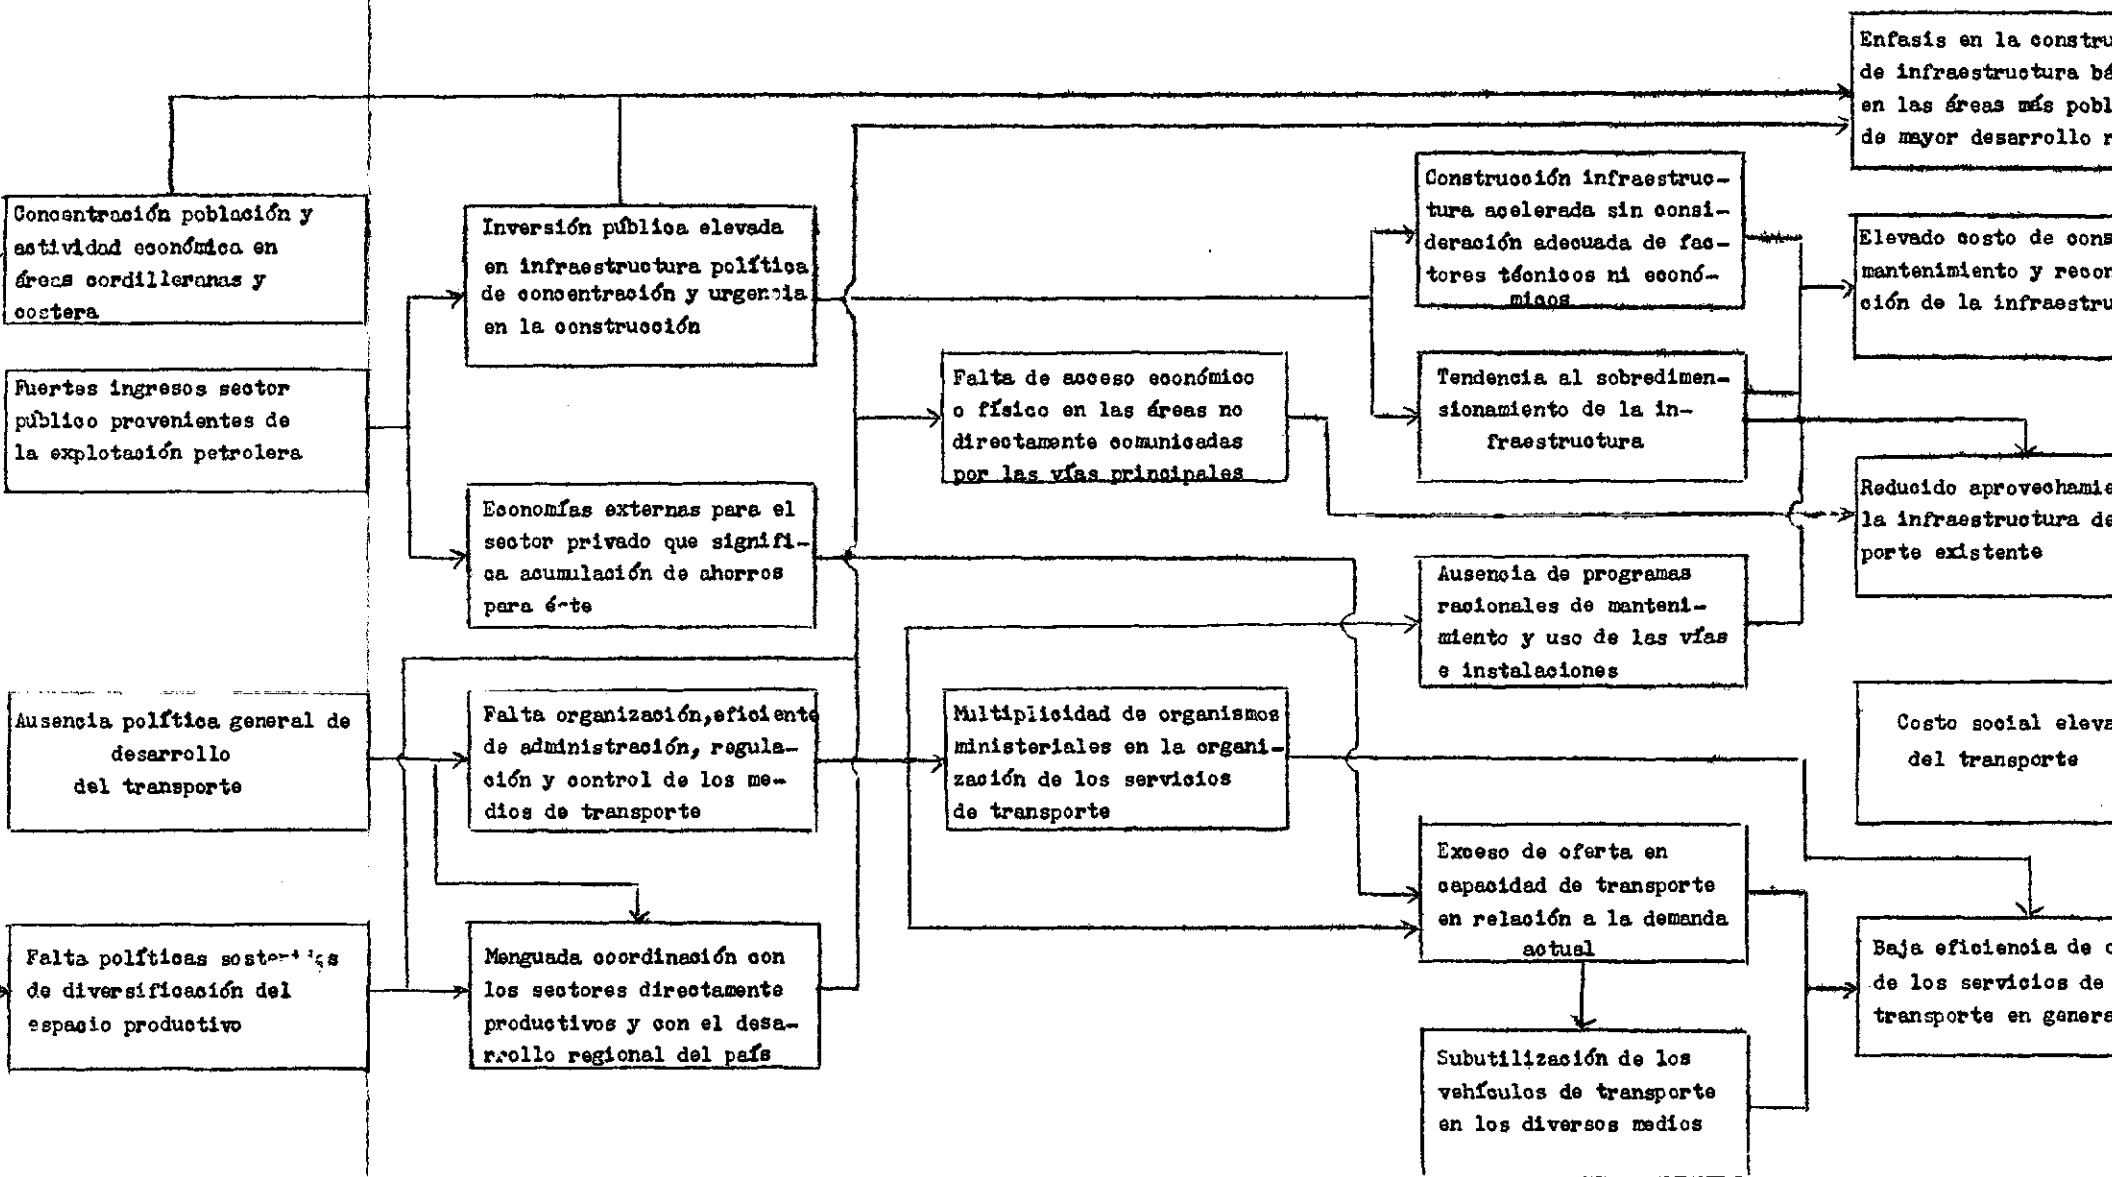 Concentración población y
actividad económica en
áreas cordilleranas y
costera
Fuertes ingresos sector
público provenientes de
la explotación petrolera
Ausencia política general de
desarrollo
del transporte
Falta políticas
de diversificación del
espacio productivo
Inversión pública elevada
en infraestructura política
de concentración y urgencia
en la construcción
Economías externas para el
sector privado que signifi-
ca acumulación de ahorros
para éste
Falta organización, eficiente
de administración, regula-
ción y control de los me-
dios de transporte
Menguada coordinación con
los sectores directamente
productivos y con el desa-
rrollo regional del país
Falta de acceso económico
o físico en las áreas no
directamente comunicadas
por las vías principales
Multiplicidad de organismos
ministeriales en la organi-
zación de los servicios
de transporte
Construcción infraestruc-
tura acelerada sin consi-
deración adecuada de fac-
tores técnicos ni econó-
micos
Tendencia al sobredimen-
sionamiento de la in-
fraestructura
Ausencia de programas
racionales de manteni-
miento y uso de las vías
e instalaciones
Exceso de oferta en
capacidad de transporte
en relación a la demanda
actual
Subutilización de los
vehículos de transporte
en los diversos medios
Enfasis en la constru
de infraestructura bá
en las áreas más pobl
de mayor desarrollo r
Elevado costo de cons
mantenimiento y recon
ción de la infraestru
Reducido aprovechamie
la infraestructura de
porte existente
Costo social eleva
del transporte
Baja eficiencia de o
de los servicios de
transporte en genera